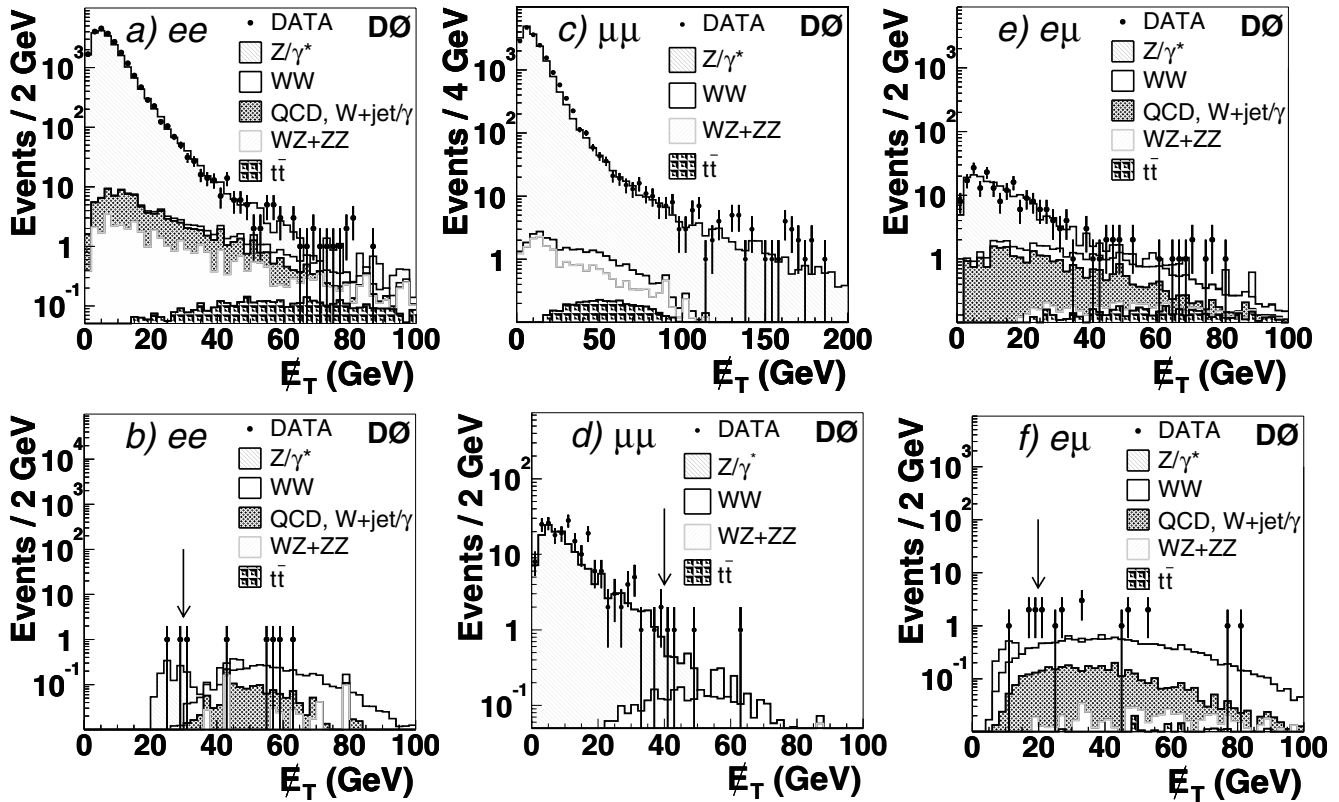 a) ee
DØ
DATA
Z/γ*
WW
QCD, W+jet/γ
WZ+ZZ
tt̄
Events / 2 GeV
10³
10²
10
1
10⁻¹
0 20 40 60 80 100
E̸_T (GeV)
c) μμ
DØ
DATA
Z/γ*
WW
WZ+ZZ
tt̄
Events / 4 GeV
10³
10²
10
1
0 50 100 150 200
E̸_T (GeV)
e) eμ
DØ
DATA
Z/γ*
WW
QCD, W+jet/γ
WZ+ZZ
tt̄
Events / 2 GeV
10³
10²
10
1
0 20 40 60 80 100
E̸_T (GeV)
b) ee
DØ
DATA
Z/γ*
WW
QCD, W+jet/γ
WZ+ZZ
tt̄
Events / 2 GeV
10⁴
10³
10²
10
1
10⁻¹
0 20 40 60 80 100
E̸_T (GeV)
d) μμ
DØ
DATA
Z/γ*
WW
WZ+ZZ
tt̄
Events / 2 GeV
10²
10
1
10⁻¹
0 20 40 60 80 100
E̸_T (GeV)
f) eμ
DØ
DATA
Z/γ*
WW
QCD, W+jet/γ
WZ+ZZ
tt̄
Events / 2 GeV
10³
10²
10
1
10⁻¹
0 20 40 60 80 100
E̸_T (GeV)